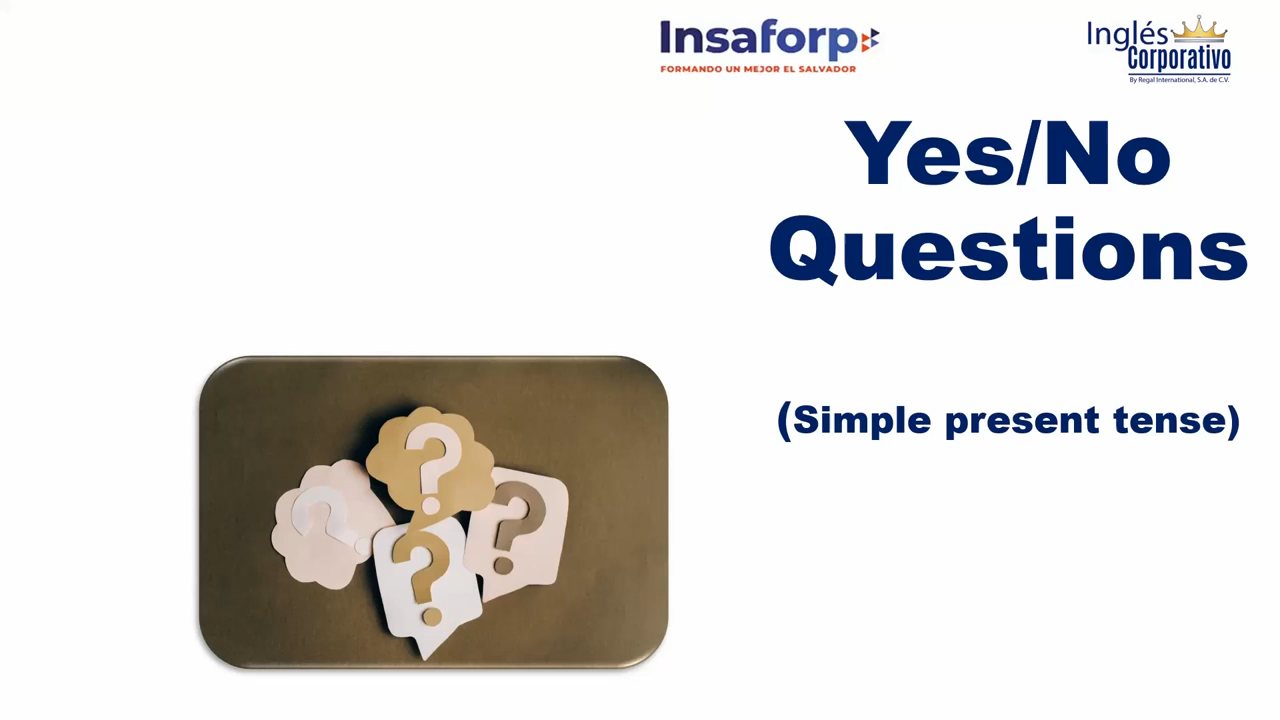 Insaforp
FORMANDO UN MEJOR EL SALVADOR
Inglés
Corporativo
By Regal International, S.A. de C.V.
Yes/No
Questions
(Simple present tense)
?
?
?
?